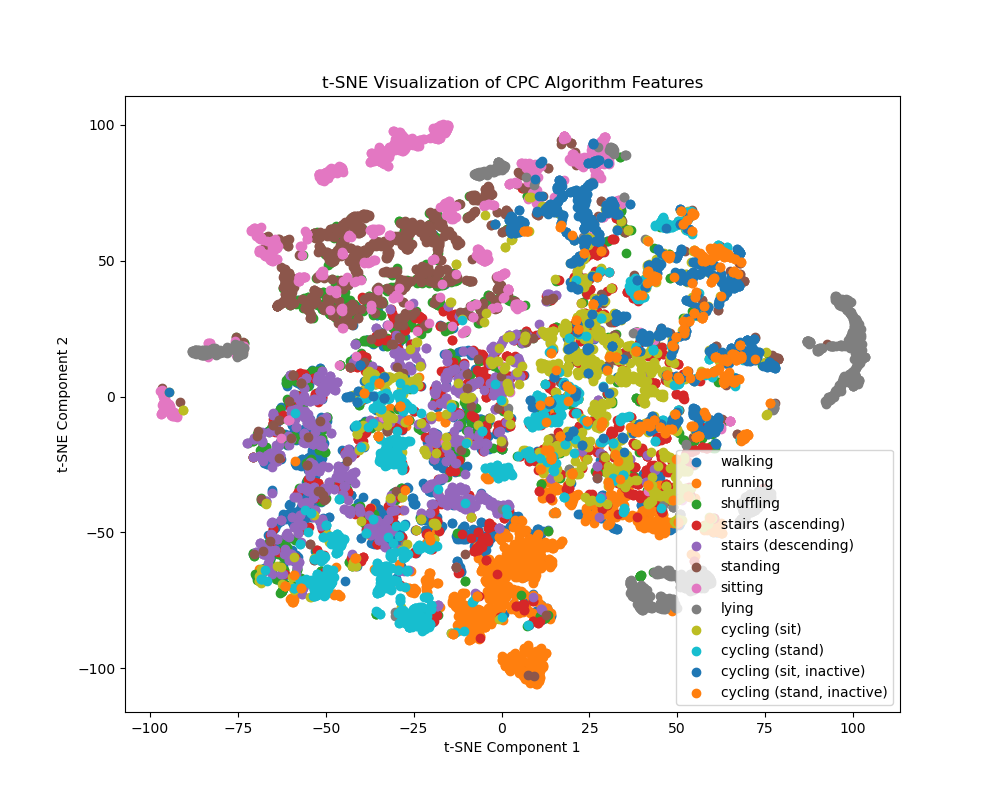 t-SNE Visualization of CPC Algorithm Features
100
50
0
−50
−100
t-SNE Component 2
−100 −75 −50 −25 0 25 50 75 100
t-SNE Component 1
walking
running
shuffling
stairs (ascending)
stairs (descending)
standing
sitting
lying
cycling (sit)
cycling (stand)
cycling (sit, inactive)
cycling (stand, inactive)